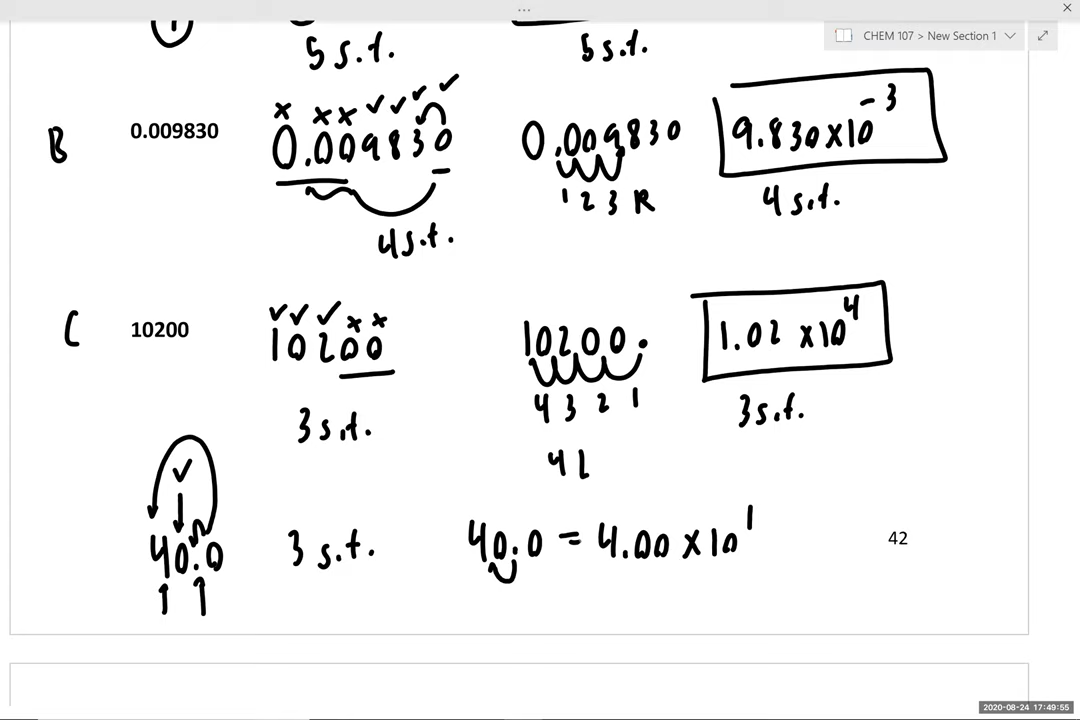 CHEM 107 > New Section 1
5 s.f. 5 s.f.
B 0.009830 0.009830 0.009830 9.830 x 10^-3
1 2 3 R
4 s.f. 4 s.f.
C 10200 10200 10200. 1.02 x 10^4
4 3 2 1
3 s.f. 3 s.f.
4 L
40.0 3 s.f. 40.0 = 4.00 x 10^1 42
2020-08-24 17:49:55